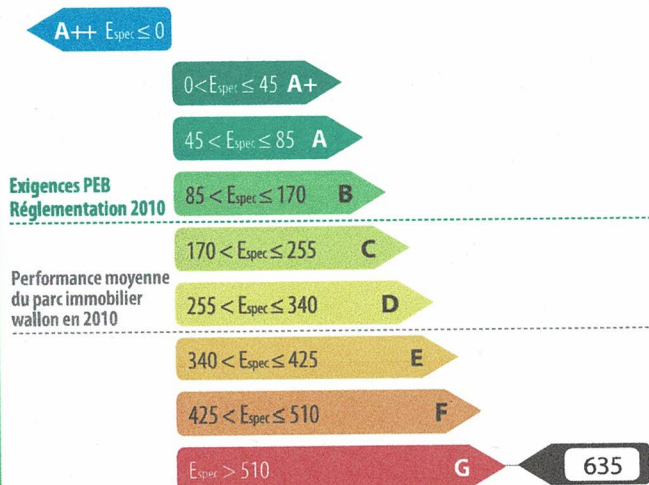 A++ Espec ≤ 0
0<Espec ≤ 45 A+
45 < Espec ≤ 85 A
Exigences PEB
Réglementation 2010
85 < Espec ≤ 170 B
170 < Espec ≤ 255 C
Performance moyenne
du parc immobilier
wallon en 2010
255 < Espec ≤ 340 D
340 < Espec ≤ 425 E
425 < Espec ≤ 510 F
Espec > 510 G 635